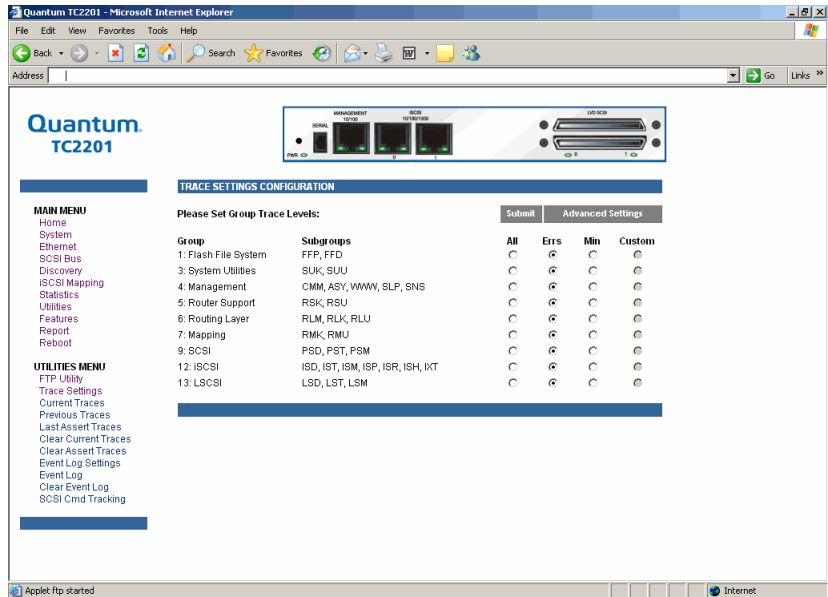 Quantum TC2201 - Microsoft Internet Explorer
File Edit View Favorites Tools Help
Back Search Favorites
Address Go Links »
Quantum.
TC2201
MANAGEMENT
10/100
iSCSI
10/100/1000
SERIAL
LVD SCSI
PWR 0 1 0 1
TRACE SETTINGS CONFIGURATION
Please Set Group Trace Levels: Submit Advanced Settings
Group Subgroups All Errs Min Custom
1: Flash File System FFP, FFD
3: System Utilities SUK, SUU
4: Management CMM, ASY, WWW, SLP, SNS
5: Router Support RSK, RSU
6: Routing Layer RLM, RLK, RLU
7: Mapping RMK, RMU
9: SCSI PSD, PST, PSM
12: iSCSI ISD, IST, ISM, ISP, ISR, ISH, IXT
13: LSCSI LSD, LST, LSM
MAIN MENU
Home
System
Ethernet
SCSI Bus
Discovery
iSCSI Mapping
Statistics
Utilities
Features
Report
Reboot
UTILITIES MENU
FTP Utility
Trace Settings
Current Traces
Previous Traces
Last Assert Traces
Clear Current Traces
Clear Assert Traces
Event Log Settings
Event Log
Clear Event Log
SCSI Cmd Tracking
Applet ftp started Internet